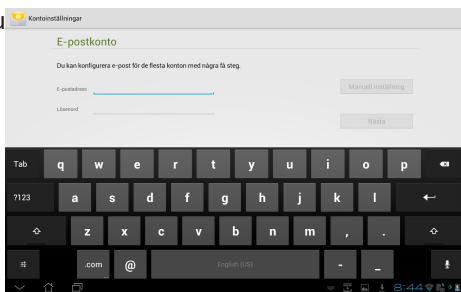 u
Kontoinställningar
E-postkonto
Du kan konfigurera e-post för de flesta konton med några få steg.
E-postadress
Manuell inställning
Lösenord
Nästa
Tab q w e r t y u i o p
?123 a s d f g h j k l
z x c v b n m , .
.com @ English (US) - _
8:44